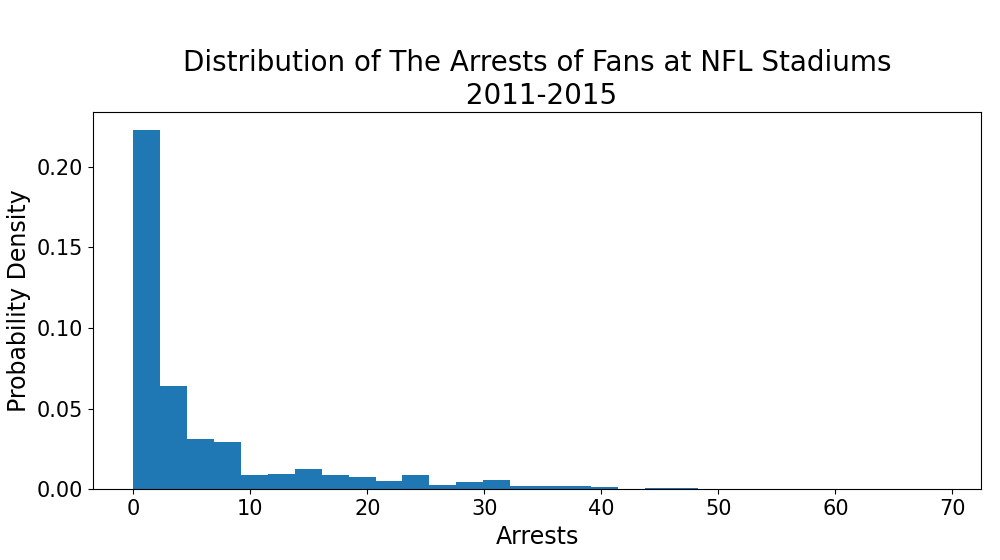 Distribution of The Arrests of Fans at NFL Stadiums
2011-2015
Probability Density
0.20
0.15
0.10
0.05
0.00
0 10 20 30 40 50 60 70
Arrests